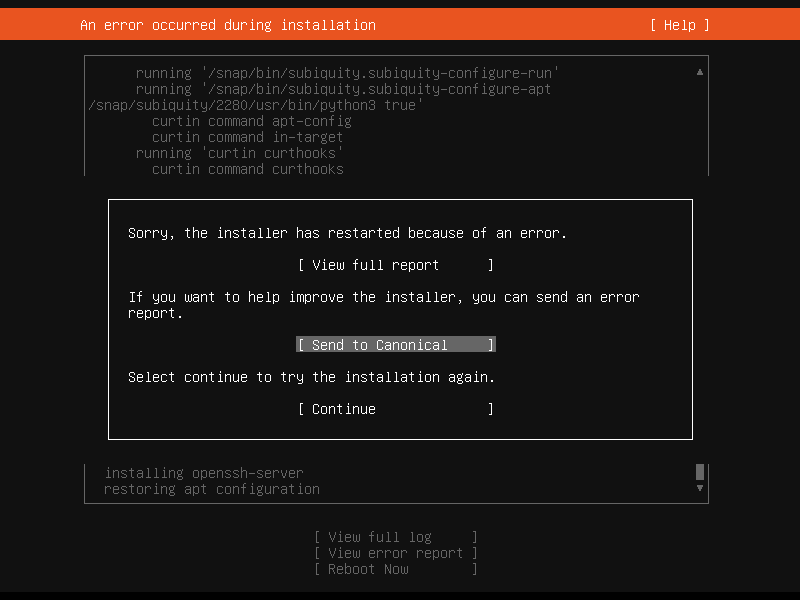 An error occurred during installation [ Help ]
running '/snap/bin/subiquity.subiquity-configure-run'
running '/snap/bin/subiquity.subiquity-configure-apt
/snap/subiquity/2280/usr/bin/python3 true'
curtin command apt-config
curtin command in-target
running 'curtin curthooks'
curtin command curthooks
Sorry, the installer has restarted because of an error.
[ View full report ]
If you want to help improve the installer, you can send an error
report.
[ Send to Canonical ]
Select continue to try the installation again.
[ Continue ]
installing openssh-server
restoring apt configuration
[ View full log ]
[ View error report ]
[ Reboot Now ]